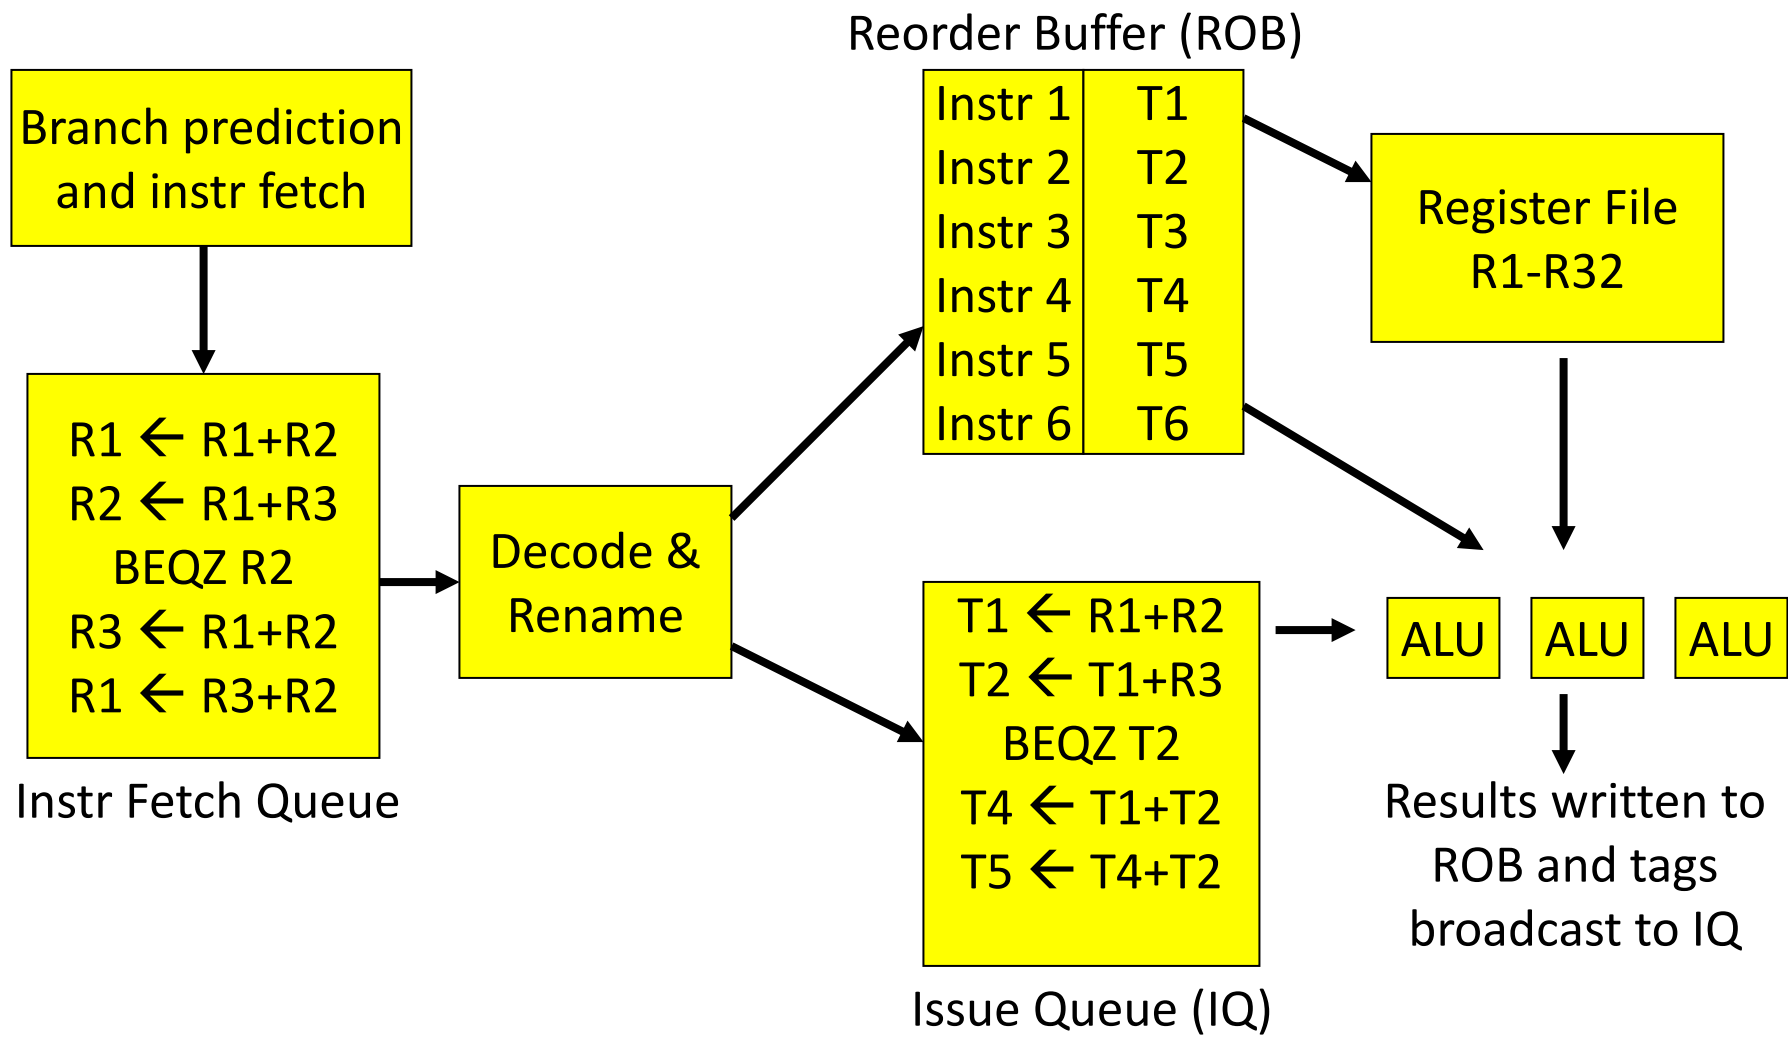 Branch prediction
and instr fetch
R1 ← R1+R2
R2 ← R1+R3
BEQZ R2
R3 ← R1+R2
R1 ← R3+R2
Instr Fetch Queue
Decode &
Rename
Reorder Buffer (ROB)
Instr 1 T1
Instr 2 T2
Instr 3 T3
Instr 4 T4
Instr 5 T5
Instr 6 T6
T1 ← R1+R2
T2 ← T1+R3
BEQZ T2
T4 ← T1+T2
T5 ← T4+T2
Issue Queue (IQ)
Register File
R1-R32
ALU ALU ALU
Results written to
ROB and tags
broadcast to IQ